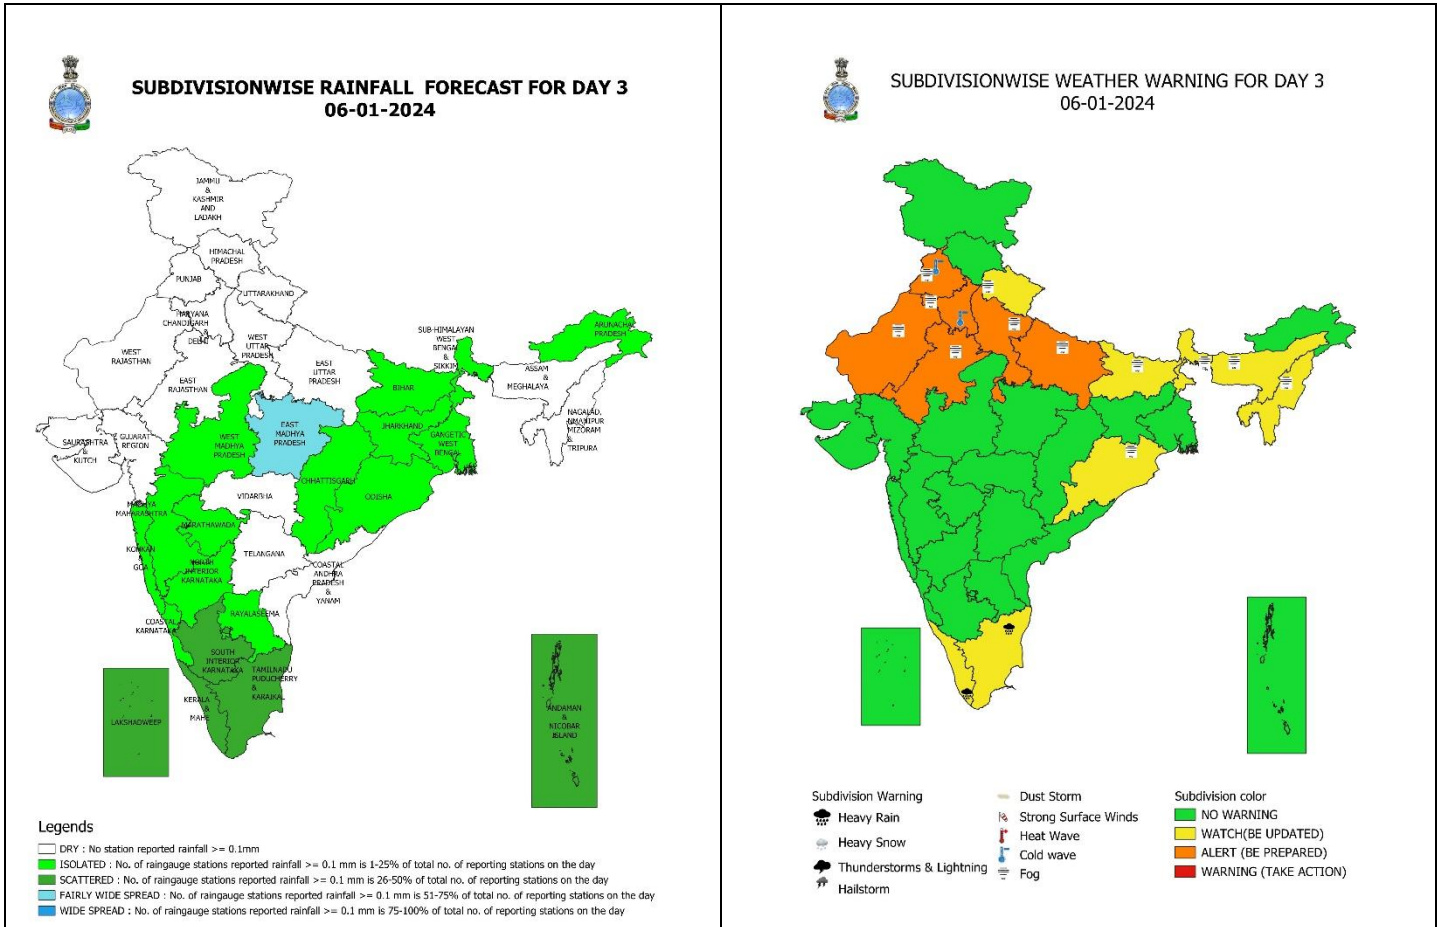 SUBDIVISIONWISE RAINFALL FORECAST FOR DAY 3
06-01-2024
JAMMU
&
KASHMIR
AND
LADAKH
HIMACHAL
PRADESH
PUNJAB
UTTARAKHAND
HARYANA
CHANDIGARH
&
DELHI
WEST
UTTAR
PRADESH
WEST
RAJASTHAN
EAST
RAJASTHAN
EAST
UTTAR
PRADESH
SUB-HIMALAYAN
WEST
BENGAL
&
SIKKIM
ARUNACHAL
PRADESH
ASSAM
&
MEGHALAYA
BIHAR
NAGALAD,
MANIPUR
MIZORAM
&
TRIPURA
JHARKHAND
GANGETIC
WEST
BENGAL
EAST
MADHYA
PRADESH
WEST
MADHYA
PRADESH
GUJARAT
REGION
SAURASHTRA
&
KUTCH
CHHATTISGARH
ODISHA
VIDARBHA
MADHYA
MAHARASHTRA
MARATHAWADA
KONKAN
&
GOA
TELANGANA
NORTH
INTERIOR
KARNATAKA
COASTAL
ANDHRA
PRADESH
&
YANAM
RAYALASEEMA
COASTAL
KARNATAKA
SOUTH
INTERIOR
KARNATAKA
TAMILNADU
PUDUCHERRY
&
KARAIKAL
KERALA
&
MAHE
LAKSHADWEEP
ANDAMAN
&
NICOBAR
ISLAND
Legends
DRY : No station reported rainfall >= 0.1mm
ISOLATED : No. of raingauge stations reported rainfall >= 0.1 mm is 1-25% of total no. of reporting stations on the day
SCATTERED : No. of raingauge stations reported rainfall >= 0.1 mm is 26-50% of total no. of reporting stations on the day
FAIRLY WIDE SPREAD : No. of raingauge stations reported rainfall >= 0.1 mm is 51-75% of total no. of reporting stations on the day
WIDE SPREAD : No. of raingauge stations reported rainfall >= 0.1 mm is 75-100% of total no. of reporting stations on the day
SUBDIVISIONWISE WEATHER WARNING FOR DAY 3
06-01-2024
Subdivision Warning
Heavy Rain
Heavy Snow
Thunderstorms & Lightning
Hailstorm
Dust Storm
Strong Surface Winds
Heat Wave
Cold wave
Fog
Subdivision color
NO WARNING
WATCH(BE UPDATED)
ALERT (BE PREPARED)
WARNING (TAKE ACTION)